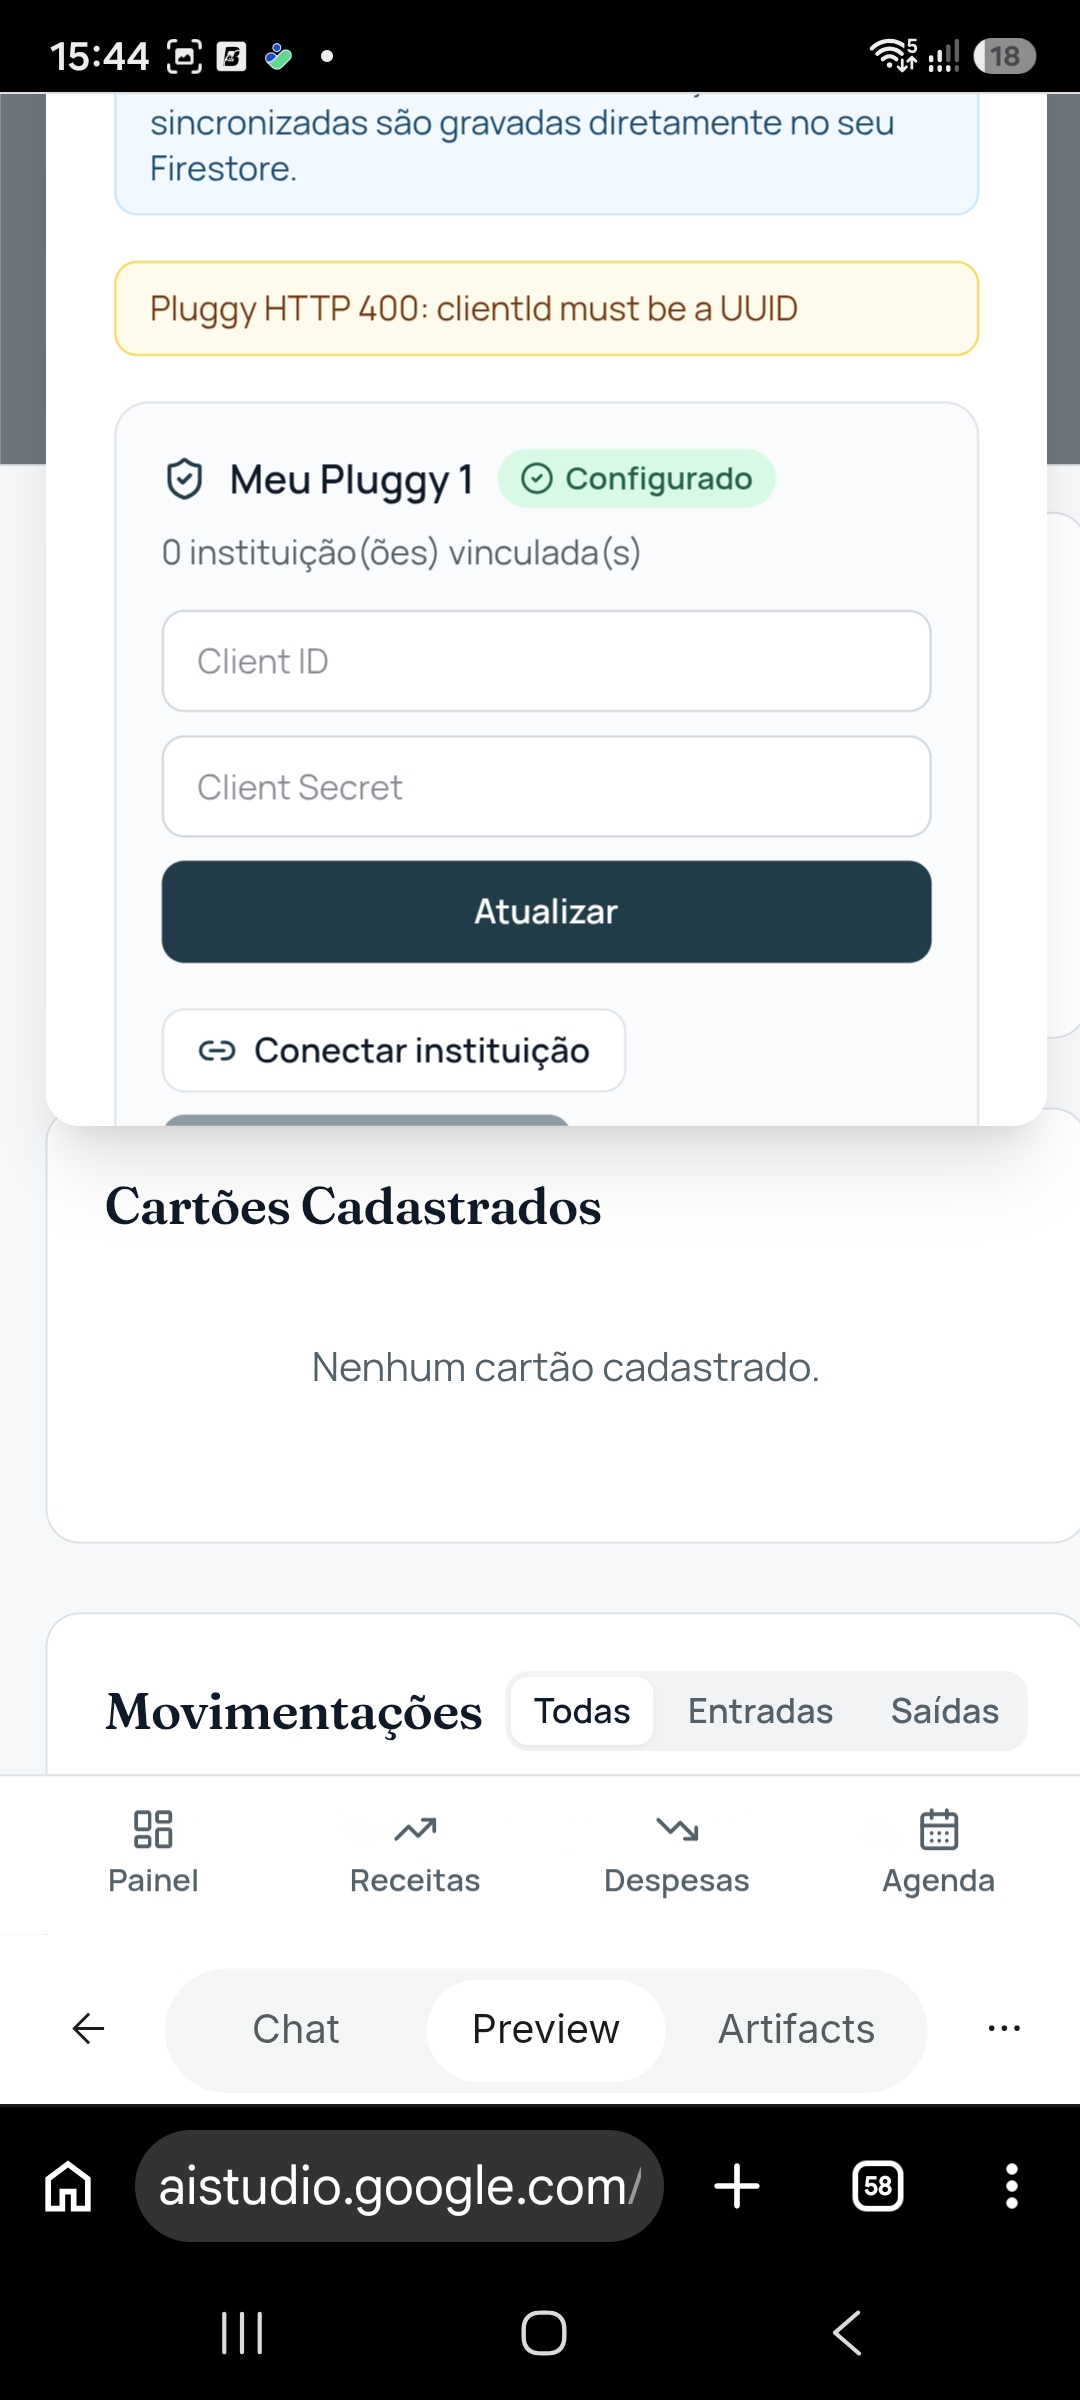 15:44
5
18
sincronizadas são gravadas diretamente no seu
Firestore.
Pluggy HTTP 400: clientId must be a UUID
Meu Pluggy 1
Configurado
0 instituição(ões) vinculada(s)
Client ID
Client Secret
Atualizar
Conectar instituição
Cartões Cadastrados
Nenhum cartão cadastrado.
Movimentações
Todas
Entradas
Saídas
Painel
Receitas
Despesas
Agenda
Chat
Preview
Artifacts
aistudio.google.com/
58